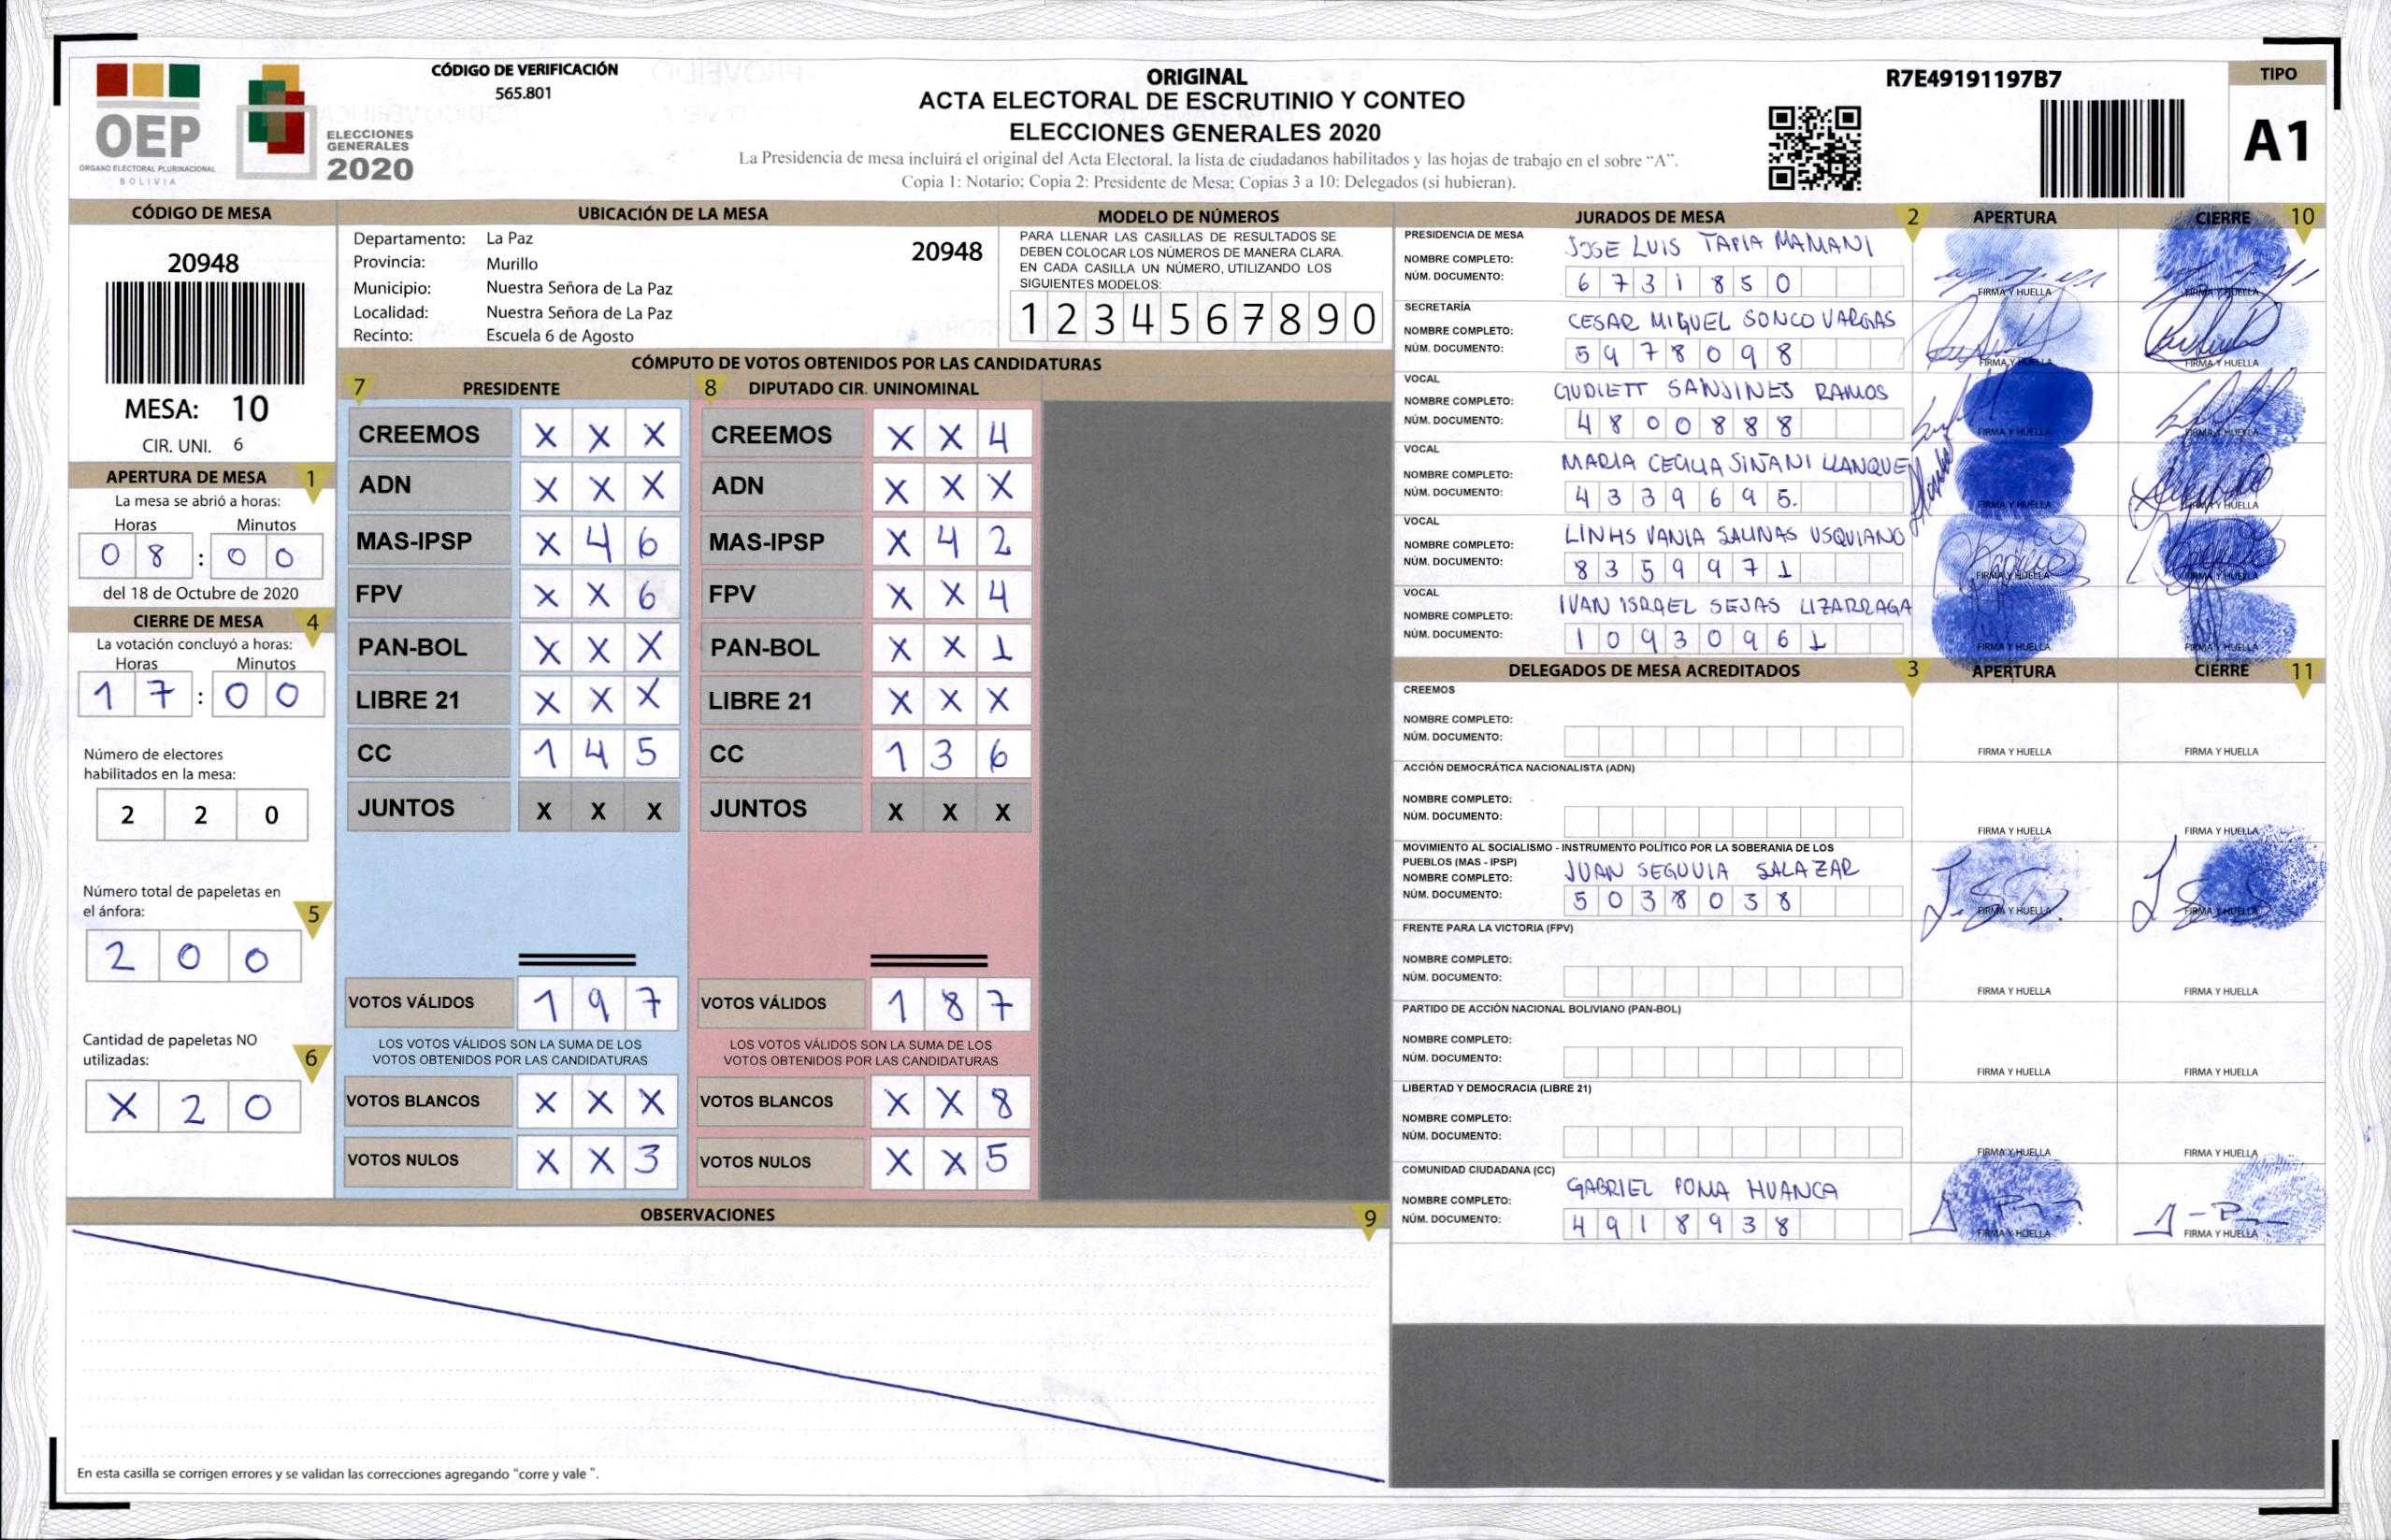 CÓDIGO DE VERIFICACIÓN
565.801
OEP
ORGANO ELECTORAL PLURINACIONAL
BOLIVIA
ELECCIONES
GENERALES
2020
ORIGINAL
ACTA ELECTORAL DE ESCRUTINIO Y CONTEO
ELECCIONES GENERALES 2020
La Presidencia de mesa incluirá el original del Acta Electoral, la lista de ciudadanos habilitados y las hojas de trabajo en el sobre “A”.
Copia 1: Notario; Copia 2: Presidente de Mesa; Copias 3 a 10: Delegados (si hubieran).
R7E49191197B7
TIPO
A1
CÓDIGO DE MESA
20948
MESA: 10
CIR. UNI. 6
UBICACIÓN DE LA MESA
Departamento: La Paz
20948
Provincia: Murillo
Municipio: Nuestra Señora de La Paz
Localidad: Nuestra Señora de La Paz
Recinto: Escuela 6 de Agosto
MODELO DE NÚMEROS
PARA LLENAR LAS CASILLAS DE RESULTADOS SE
DEBEN COLOCAR LOS NÚMEROS DE MANERA CLARA.
EN CADA CASILLA UN NÚMERO, UTILIZANDO LOS
SIGUIENTES MODELOS:
1 2 3 4 5 6 7 8 9 0
APERTURA DE MESA 1
La mesa se abrió a horas:
Horas Minutos
0 8 : 0 0
del 18 de Octubre de 2020
CIERRE DE MESA 4
La votación concluyó a horas:
Horas Minutos
1 7 : 0 0
Número de electores
habilitados en la mesa:
2 2 0
Número total de papeletas en
el ánfora:
5
2 0 0
Cantidad de papeletas NO
utilizadas:
6
X 2 0
CÓMPUTO DE VOTOS OBTENIDOS POR LAS CANDIDATURAS
7 PRESIDENTE
CREEMOS X X X
ADN X X X
MAS-IPSP X 4 6
FPV X X 6
PAN-BOL X X X
LIBRE 21 X X X
CC 1 4 5
JUNTOS X X X
VOTOS VÁLIDOS 1 9 7
LOS VOTOS VÁLIDOS SON LA SUMA DE LOS
VOTOS OBTENIDOS POR LAS CANDIDATURAS
VOTOS BLANCOS X X X
VOTOS NULOS X X 3
8 DIPUTADO CIR. UNINOMINAL
CREEMOS X X 4
ADN X X X
MAS-IPSP X 4 2
FPV X X 4
PAN-BOL X X 1
LIBRE 21 X X X
CC 1 3 6
JUNTOS X X X
VOTOS VÁLIDOS 1 8 7
LOS VOTOS VÁLIDOS SON LA SUMA DE LOS
VOTOS OBTENIDOS POR LAS CANDIDATURAS
VOTOS BLANCOS X X 8
VOTOS NULOS X X 5
OBSERVACIONES 9
En esta casilla se corrigen errores y se validan las correcciones agregando "corre y vale ".
JURADOS DE MESA 2 APERTURA CIERRE 10
PRESIDENCIA DE MESA
NOMBRE COMPLETO: JOSE LUIS TAPIA MAMANI
NÚM. DOCUMENTO: 6 7 3 1 8 5 0
FIRMA Y HUELLA FIRMA Y HUELLA
SECRETARÍA
NOMBRE COMPLETO: CESAR MIGUEL SONCO VARGAS
NÚM. DOCUMENTO: 5 9 7 8 0 9 8
FIRMA Y HUELLA FIRMA Y HUELLA
VOCAL
NOMBRE COMPLETO: GUDIETT SANJINES RAMOS
NÚM. DOCUMENTO: 4 8 0 0 8 8 8
FIRMA Y HUELLA FIRMA Y HUELLA
VOCAL
NOMBRE COMPLETO: MARIA CECILIA SIÑANI LLANQUE
NÚM. DOCUMENTO: 4 3 3 9 6 9 5.
FIRMA Y HUELLA FIRMA Y HUELLA
VOCAL
NOMBRE COMPLETO: LINHS VANIA SALINAS USQUIANO
NÚM. DOCUMENTO: 8 3 5 9 9 7 1
FIRMA Y HUELLA FIRMA Y HUELLA
VOCAL
NOMBRE COMPLETO: IVAN ISRAEL SEJAS LIZARRAGA
NÚM. DOCUMENTO: 1 0 9 3 0 9 6 1
FIRMA Y HUELLA FIRMA Y HUELLA
DELEGADOS DE MESA ACREDITADOS 3 APERTURA CIERRE 11
CREEMOS
NOMBRE COMPLETO:
NÚM. DOCUMENTO:
FIRMA Y HUELLA FIRMA Y HUELLA
ACCIÓN DEMOCRÁTICA NACIONALISTA (ADN)
NOMBRE COMPLETO:
NÚM. DOCUMENTO:
FIRMA Y HUELLA FIRMA Y HUELLA
MOVIMIENTO AL SOCIALISMO - INSTRUMENTO POLÍTICO POR LA SOBERANIA DE LOS
PUEBLOS (MAS - IPSP)
NOMBRE COMPLETO: JUAN SEGUVIA SALAZAR
NÚM. DOCUMENTO: 5 0 3 8 0 3 8
FIRMA Y HUELLA FIRMA Y HUELLA
FRENTE PARA LA VICTORIA (FPV)
NOMBRE COMPLETO:
NÚM. DOCUMENTO:
FIRMA Y HUELLA FIRMA Y HUELLA
PARTIDO DE ACCIÓN NACIONAL BOLIVIANO (PAN-BOL)
NOMBRE COMPLETO:
NÚM. DOCUMENTO:
FIRMA Y HUELLA FIRMA Y HUELLA
LIBERTAD Y DEMOCRACIA (LIBRE 21)
NOMBRE COMPLETO:
NÚM. DOCUMENTO:
FIRMA Y HUELLA FIRMA Y HUELLA
COMUNIDAD CIUDADANA (CC)
NOMBRE COMPLETO: GABRIEL POMA HUANCA
NÚM. DOCUMENTO: 4 9 1 8 9 3 8
FIRMA Y HUELLA FIRMA Y HUELLA